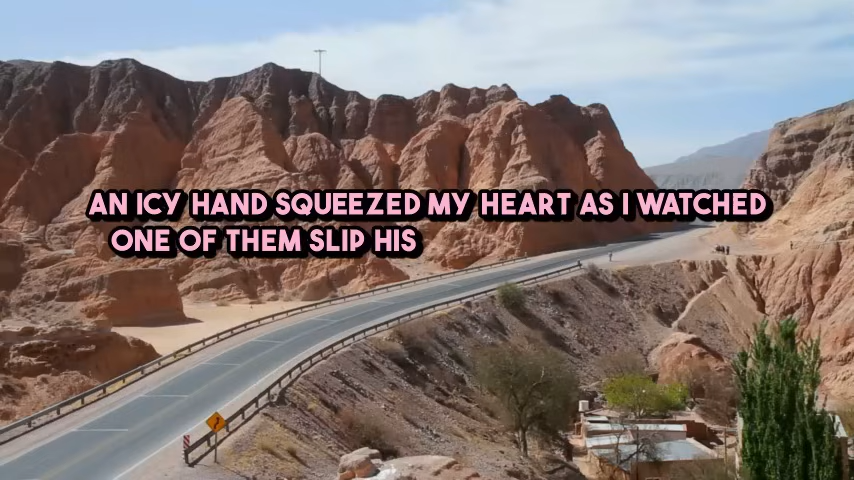 AN ICY HAND SQUEEZED MY HEART AS I WATCHED
ONE OF THEM SLIP HIS